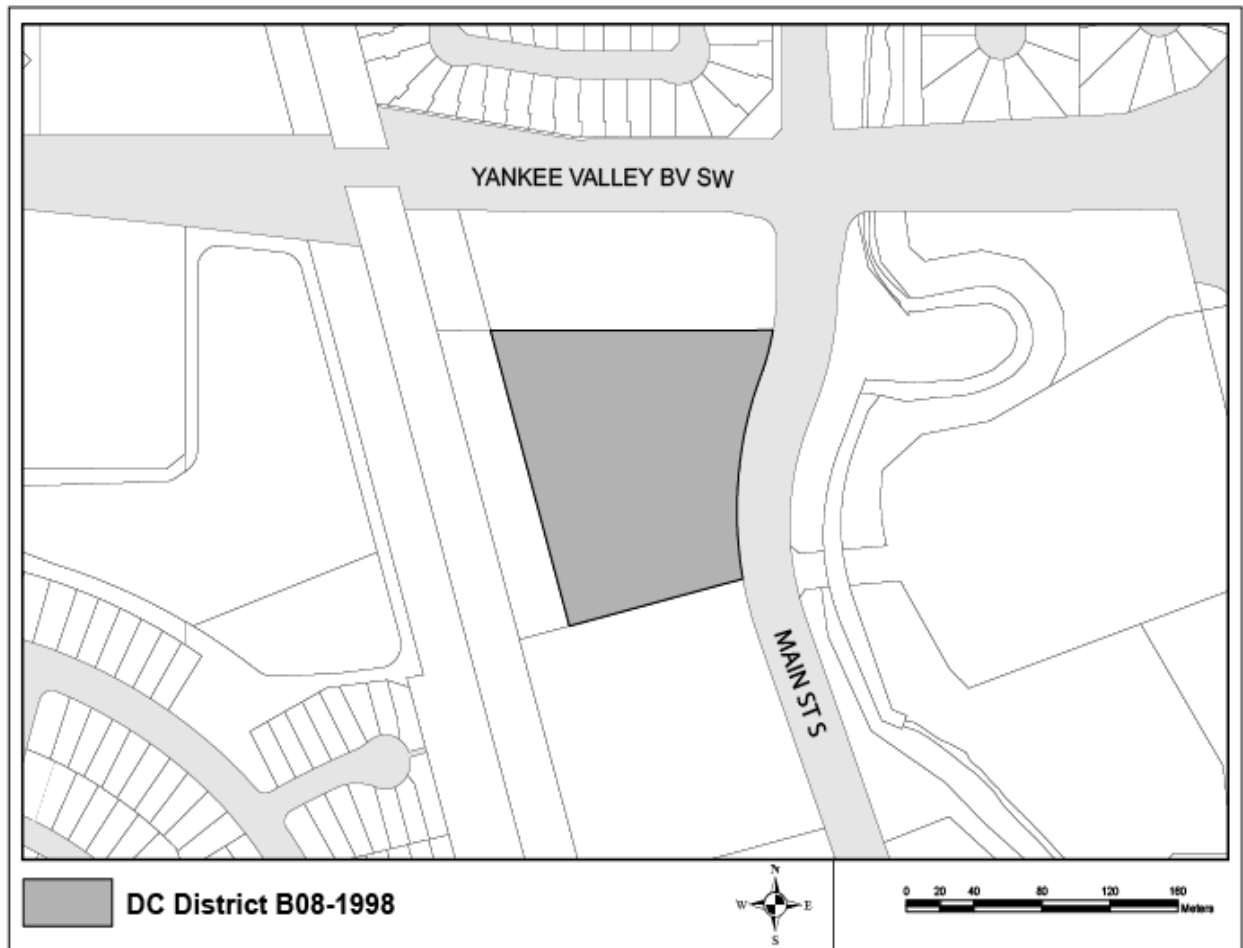 YANKEE VALLEY BV SW
MAIN ST S
DC District B08-1998
N
W E
S
0 20 40 80 120 160
Meters